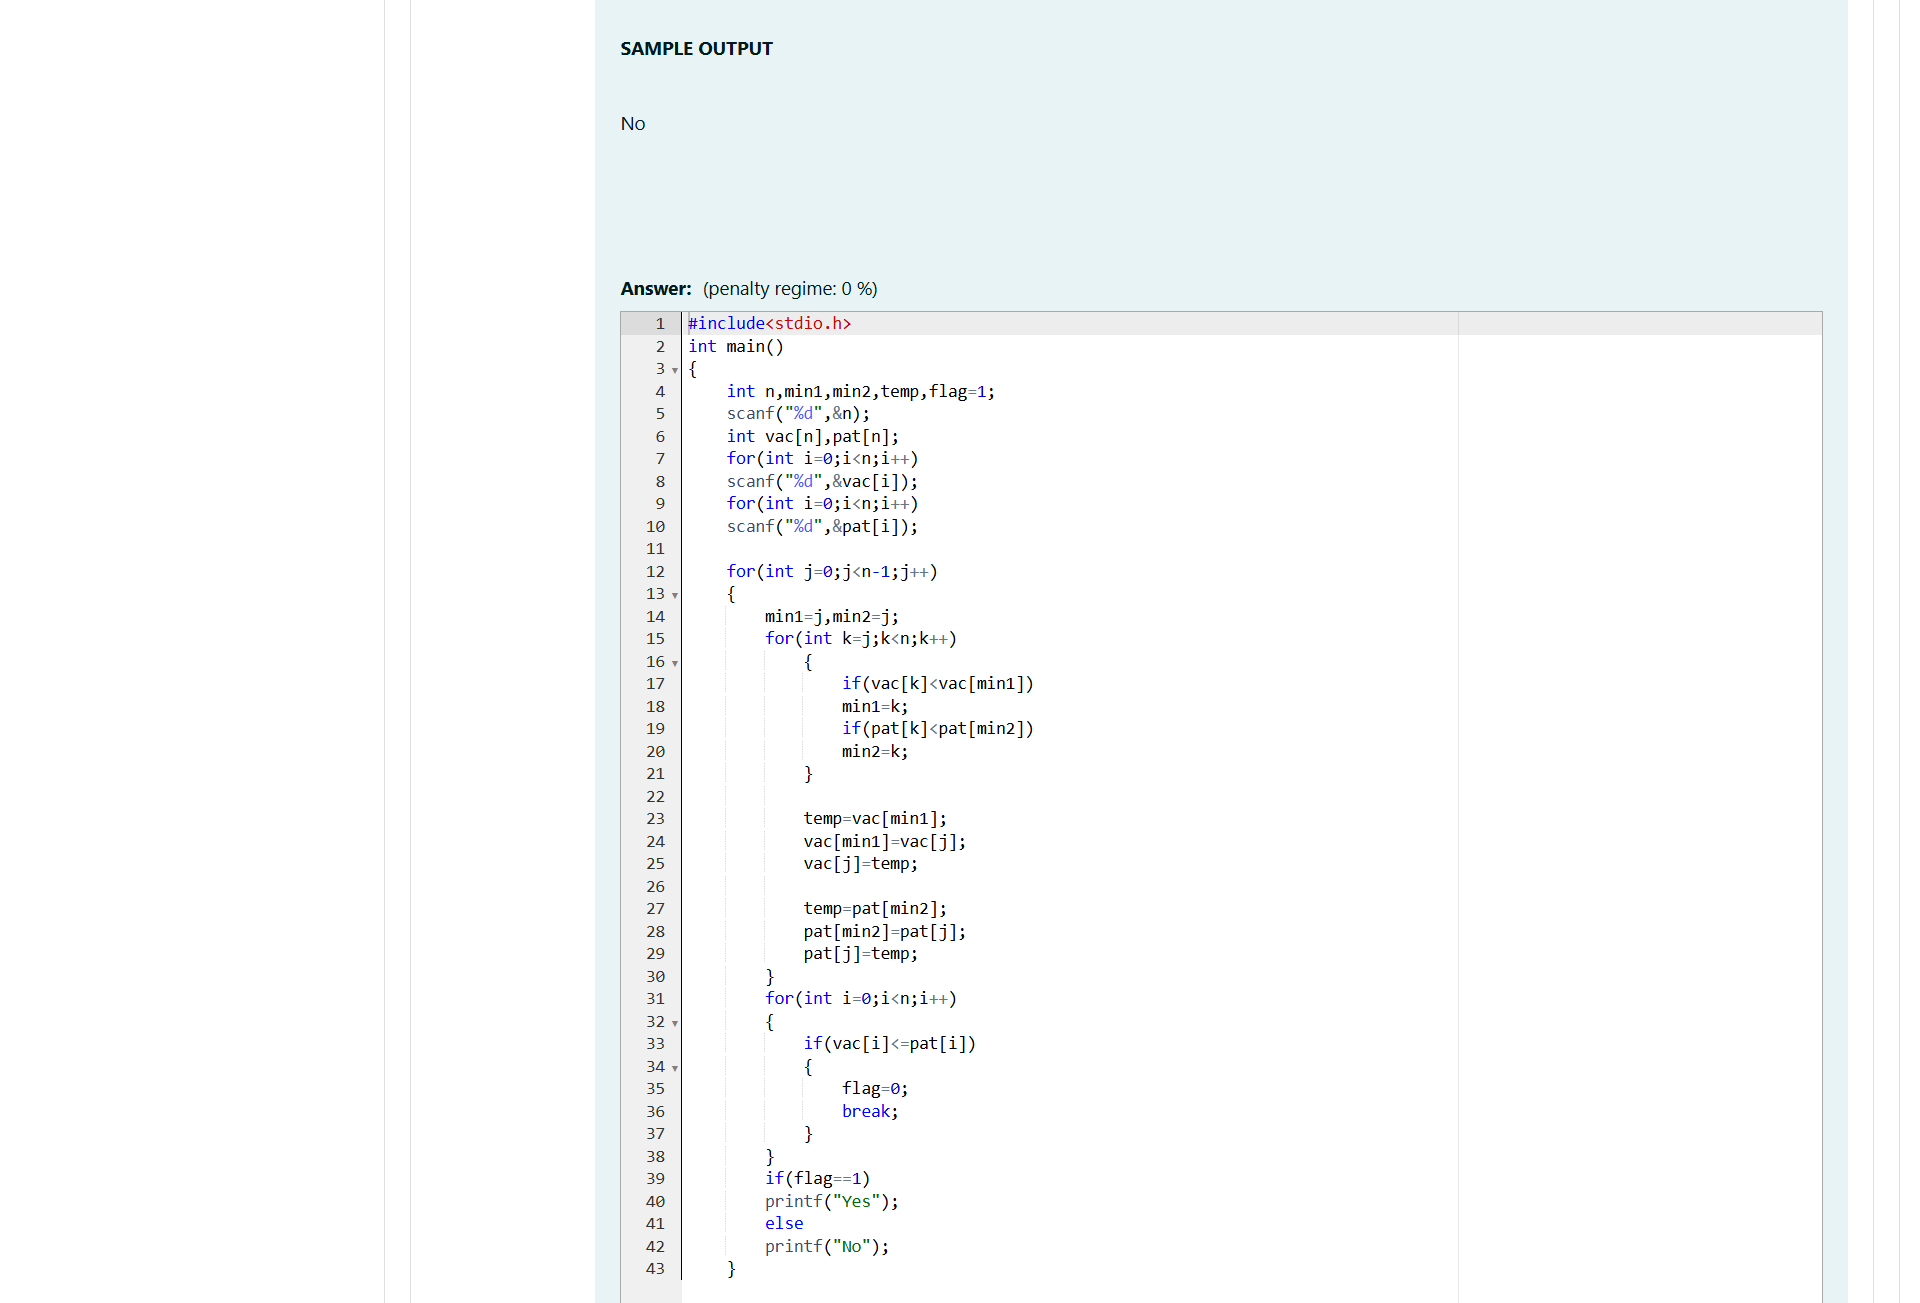 SAMPLE OUTPUT
No
Answer: (penalty regime: 0 %)
1 #include<stdio.h>
2 int main()
3 {
4     int n,min1,min2,temp,flag=1;
5     scanf("%d",&n);
6     int vac[n],pat[n];
7     for(int i=0;i<n;i++)
8     scanf("%d",&vac[i]);
9     for(int i=0;i<n;i++)
10     scanf("%d",&pat[i]);
11
12     for(int j=0;j<n-1;j++)
13     {
14         min1=j,min2=j;
15         for(int k=j;k<n;k++)
16             {
17                 if(vac[k]<vac[min1])
18                 min1=k;
19                 if(pat[k]<pat[min2])
20                 min2=k;
21             }
22
23             temp=vac[min1];
24             vac[min1]=vac[j];
25             vac[j]=temp;
26
27             temp=pat[min2];
28             pat[min2]=pat[j];
29             pat[j]=temp;
30         }
31         for(int i=0;i<n;i++)
32         {
33             if(vac[i]<=pat[i])
34             {
35                 flag=0;
36                 break;
37             }
38         }
39         if(flag==1)
40         printf("Yes");
41         else
42         printf("No");
43     }